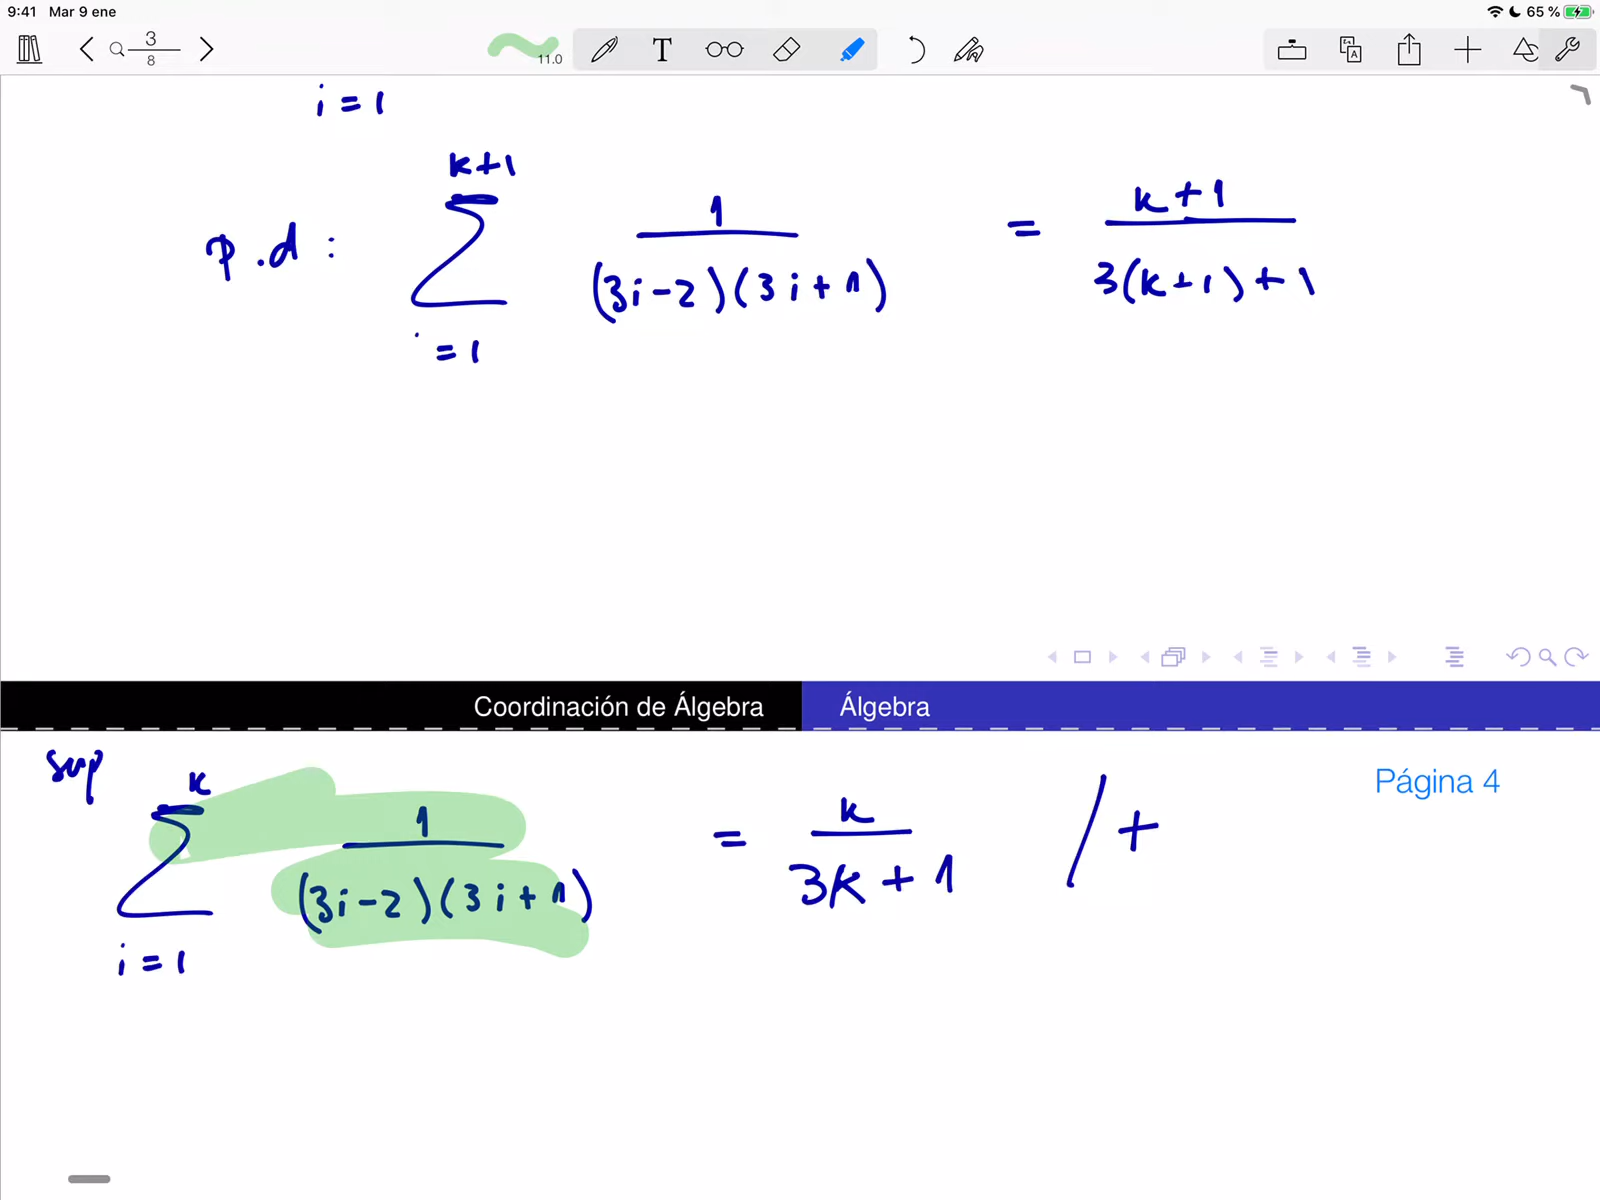 9:41 Mar 9 ene 65 %
3
8
11.0
T
i = 1
k+1
p.d : ∑ 1 / (3i-2)(3i+1) = k+1 / 3(k+1)+1
i = 1
Coordinación de Álgebra Álgebra
sup
Página 4
k
∑ 1 / (3i-2)(3i+1) = k / 3k+1 / +
i = 1